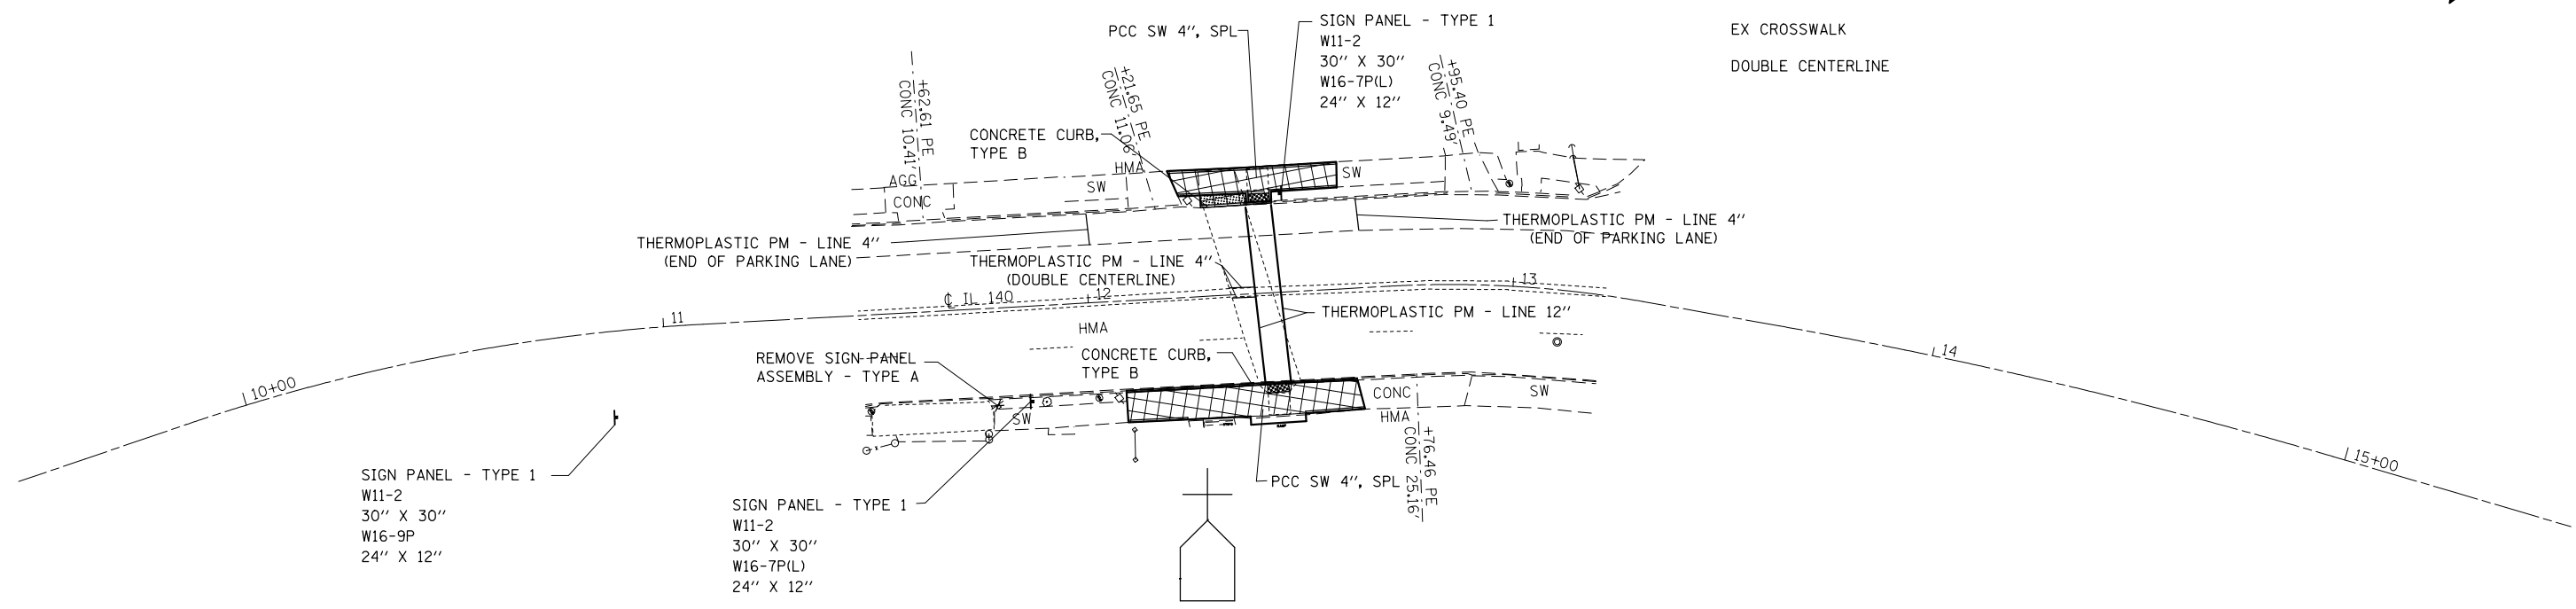 PCC SW 4", SPL
SIGN PANEL - TYPE 1
W11-2
30" X 30"
W16-7P(L)
24" X 12"
EX CROSSWALK
DOUBLE CENTERLINE
+62.61 PE
CONC 10.41'
+21.65 PE
CONC 11.06'
+95.40 PE
CONC 9.49'
CONCRETE CURB,
TYPE B
HMA
AGG
SW
SW
CONC
THERMOPLASTIC PM - LINE 4"
(END OF PARKING LANE)
THERMOPLASTIC PM - LINE 4"
(END OF PARKING LANE)
THERMOPLASTIC PM - LINE 4"
(DOUBLE CENTERLINE)
℄ IL 140
10+00
11
12
13
14
15+00
THERMOPLASTIC PM - LINE 12"
HMA
REMOVE SIGN PANEL
ASSEMBLY - TYPE A
CONCRETE CURB,
TYPE B
CONC
SW
HMA
SW
+76.46 PE
CONC 25.16'
SIGN PANEL - TYPE 1
W11-2
30" X 30"
W16-9P
24" X 12"
SIGN PANEL - TYPE 1
W11-2
30" X 30"
W16-7P(L)
24" X 12"
PCC SW 4", SPL